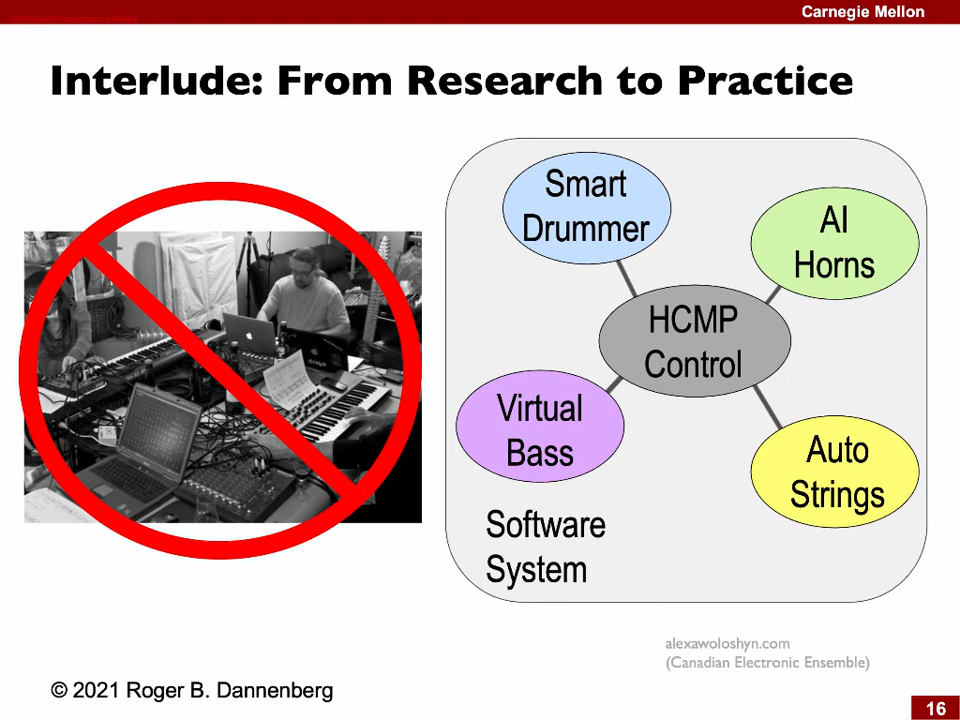 Carnegie Mellon
Interlude: From Research to Practice
Smart
Drummer
AI
Horns
HCMP
Control
Virtual
Bass
Auto
Strings
Software
System
alexawoloshyn.com
(Canadian Electronic Ensemble)
© 2021 Roger B. Dannenberg
16